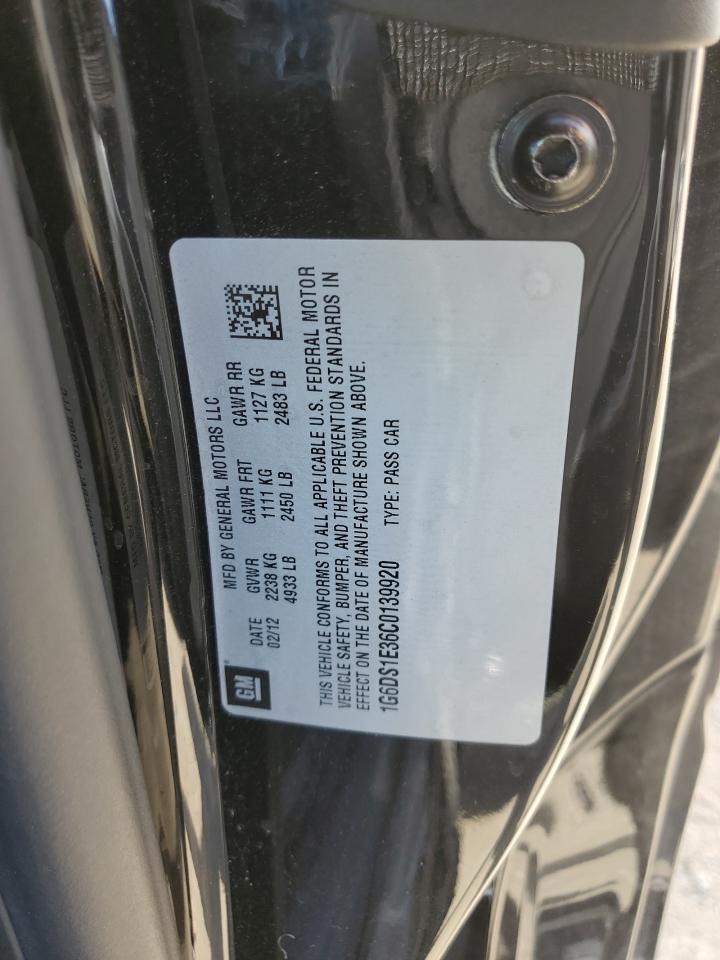 GM
MFD BY GENERAL MOTORS LLC
DATE GVWR GAWR FRT GAWR RR
02/12 2238 KG 1111 KG 1127 KG
4933 LB 2450 LB 2483 LB
THIS VEHICLE CONFORMS TO ALL APPLICABLE U.S. FEDERAL MOTOR
VEHICLE SAFETY, BUMPER, AND THEFT PREVENTION STANDARDS IN
EFFECT ON THE DATE OF MANUFACTURE SHOWN ABOVE.
1G6DS1E36C0139920 TYPE: PASS CAR